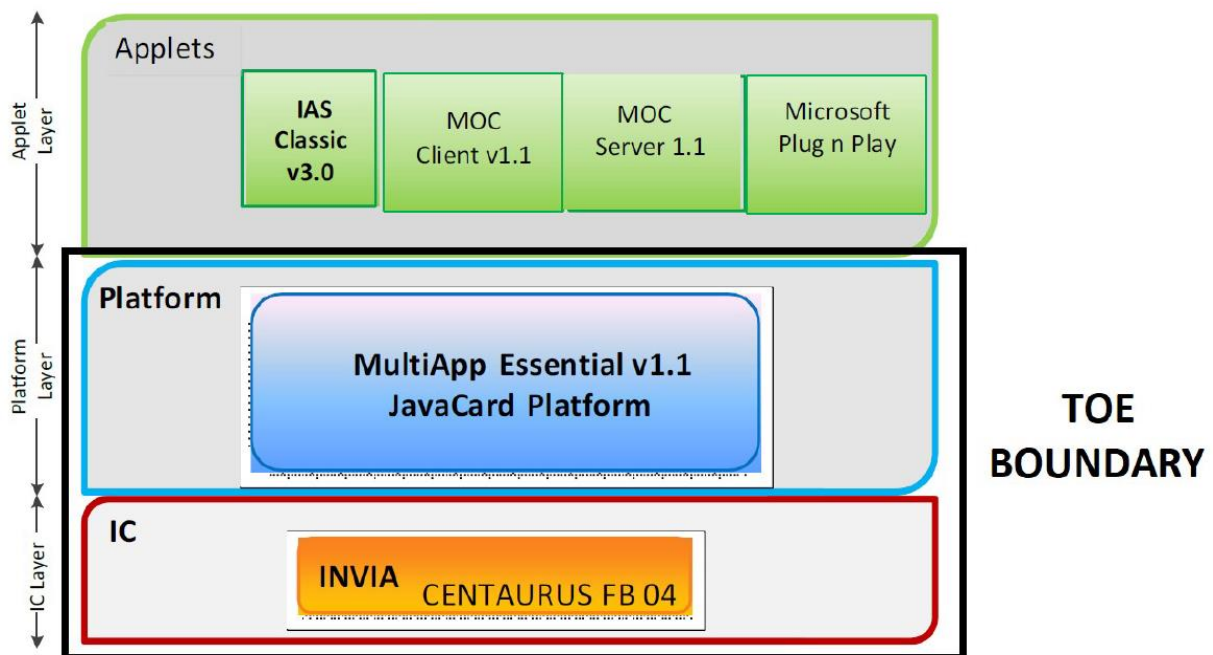 Applet
Layer
Applets
IAS
Classic
v3.0
MOC
Client v1.1
MOC
Server 1.1
Microsoft
Plug n Play
Platform
Layer
Platform
MultiApp Essential v1.1
JavaCard Platform
TOE
BOUNDARY
IC Layer
IC
INVIA CENTAURUS FB 04